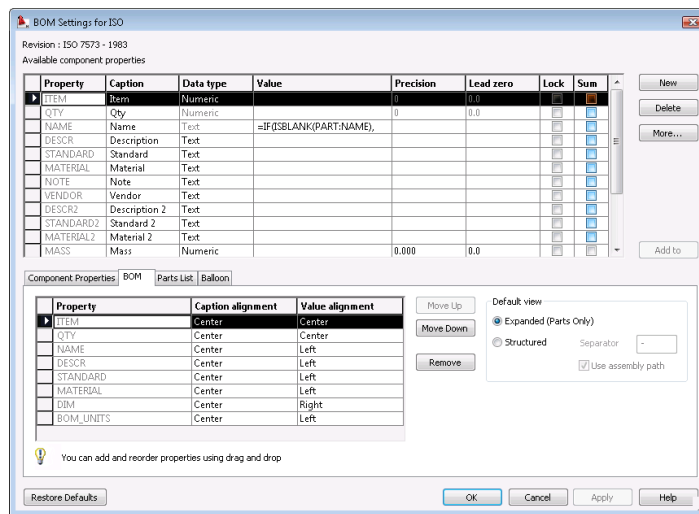 BOM Settings for ISO
Revision : ISO 7573 - 1983
Available component properties
Property Caption Data type Value Precision Lead zero Lock Sum
ITEM Item Numeric 0 0.0
QTY Qty Numeric 0 0.0
NAME Name Text =IF(ISBLANK(PART:NAME),
DESCR Description Text
STANDARD Standard Text
MATERIAL Material Text
NOTE Note Text
VENDOR Vendor Text
DESCR2 Description 2 Text
STANDARD2 Standard 2 Text
MATERIAL2 Material 2 Text
MASS Mass Numeric 0.000 0.0
New
Delete
More...
Add to
Component Properties BOM Parts List Balloon
Property Caption alignment Value alignment
ITEM Center Center
QTY Center Center
NAME Center Left
DESCR Center Left
STANDARD Center Left
MATERIAL Center Left
DIM Center Right
BOM_UNITS Center Left
Move Up
Move Down
Remove
Default view
Expanded (Parts Only)
Structured Separator -
Use assembly path
You can add and reorder properties using drag and drop
Restore Defaults OK Cancel Apply Help